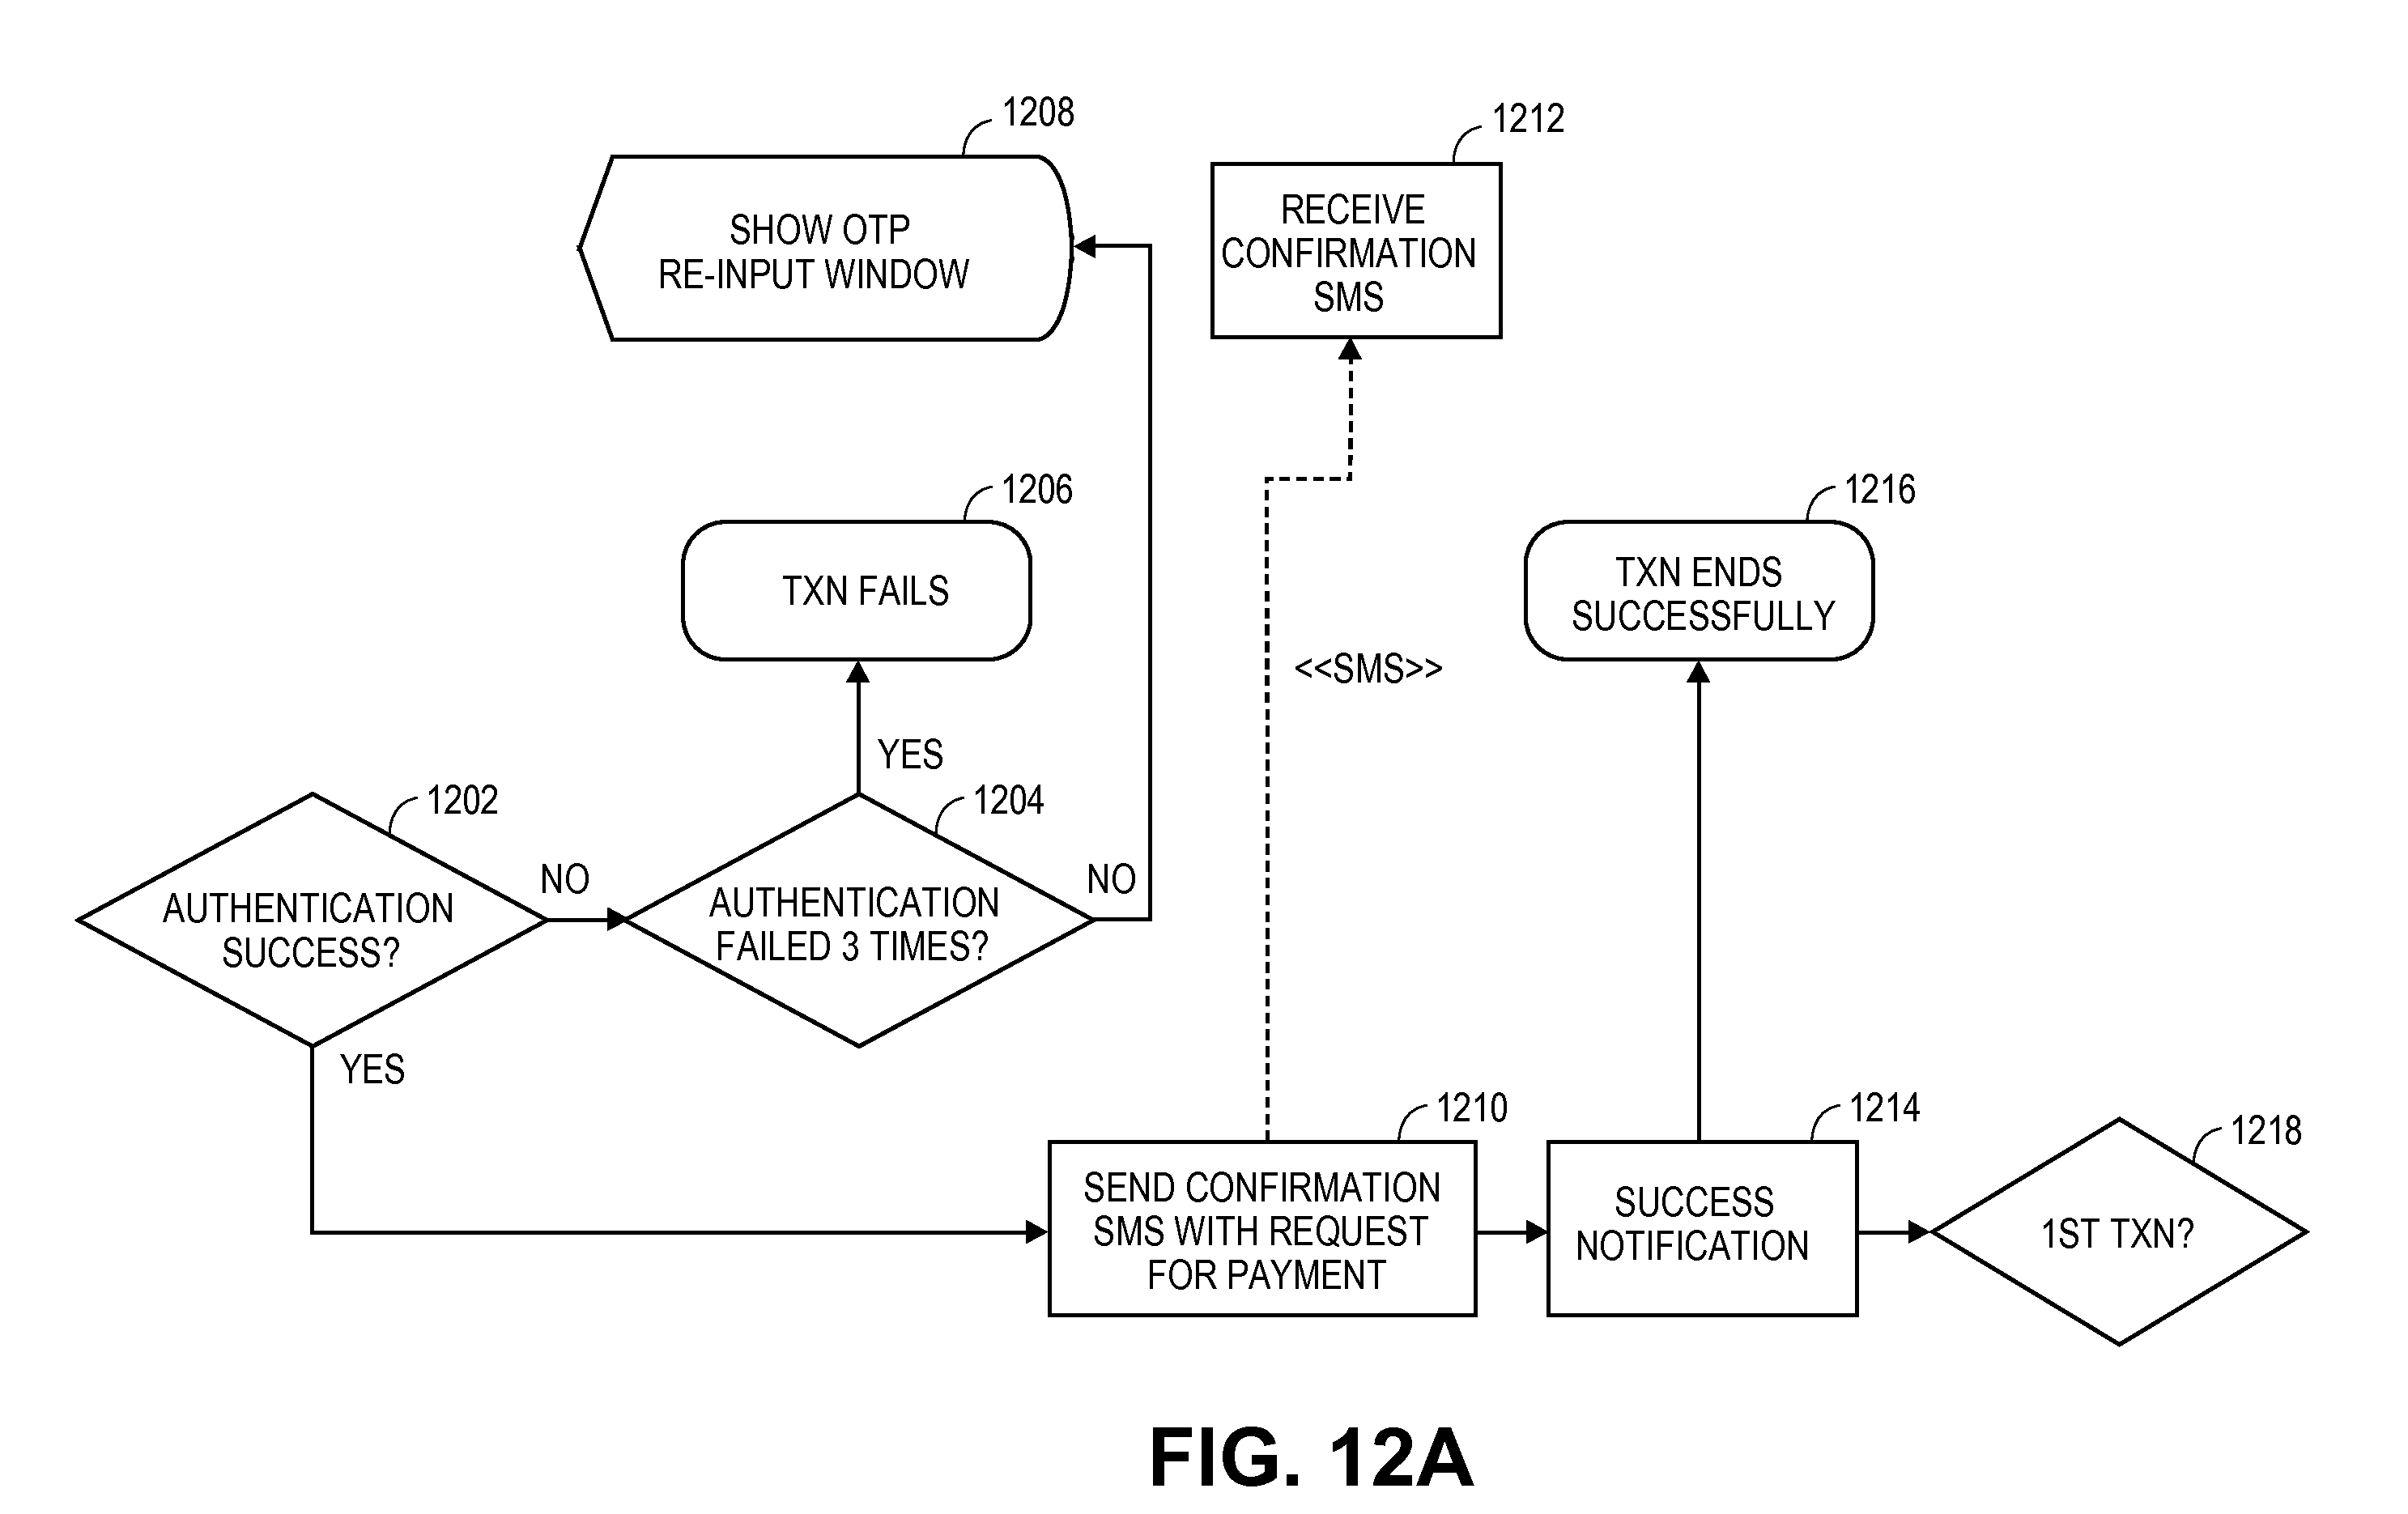 1208
SHOW OTP
RE-INPUT WINDOW
1212
RECEIVE
CONFIRMATION
SMS
1206
TXN FAILS
1216
TXN ENDS
SUCCESSFULLY
<<SMS>>
YES
1202
AUTHENTICATION
SUCCESS?
NO
1204
AUTHENTICATION
FAILED 3 TIMES?
NO
YES
1210
SEND CONFIRMATION
SMS WITH REQUEST
FOR PAYMENT
1214
SUCCESS
NOTIFICATION
1218
1ST TXN?
FIG. 12A